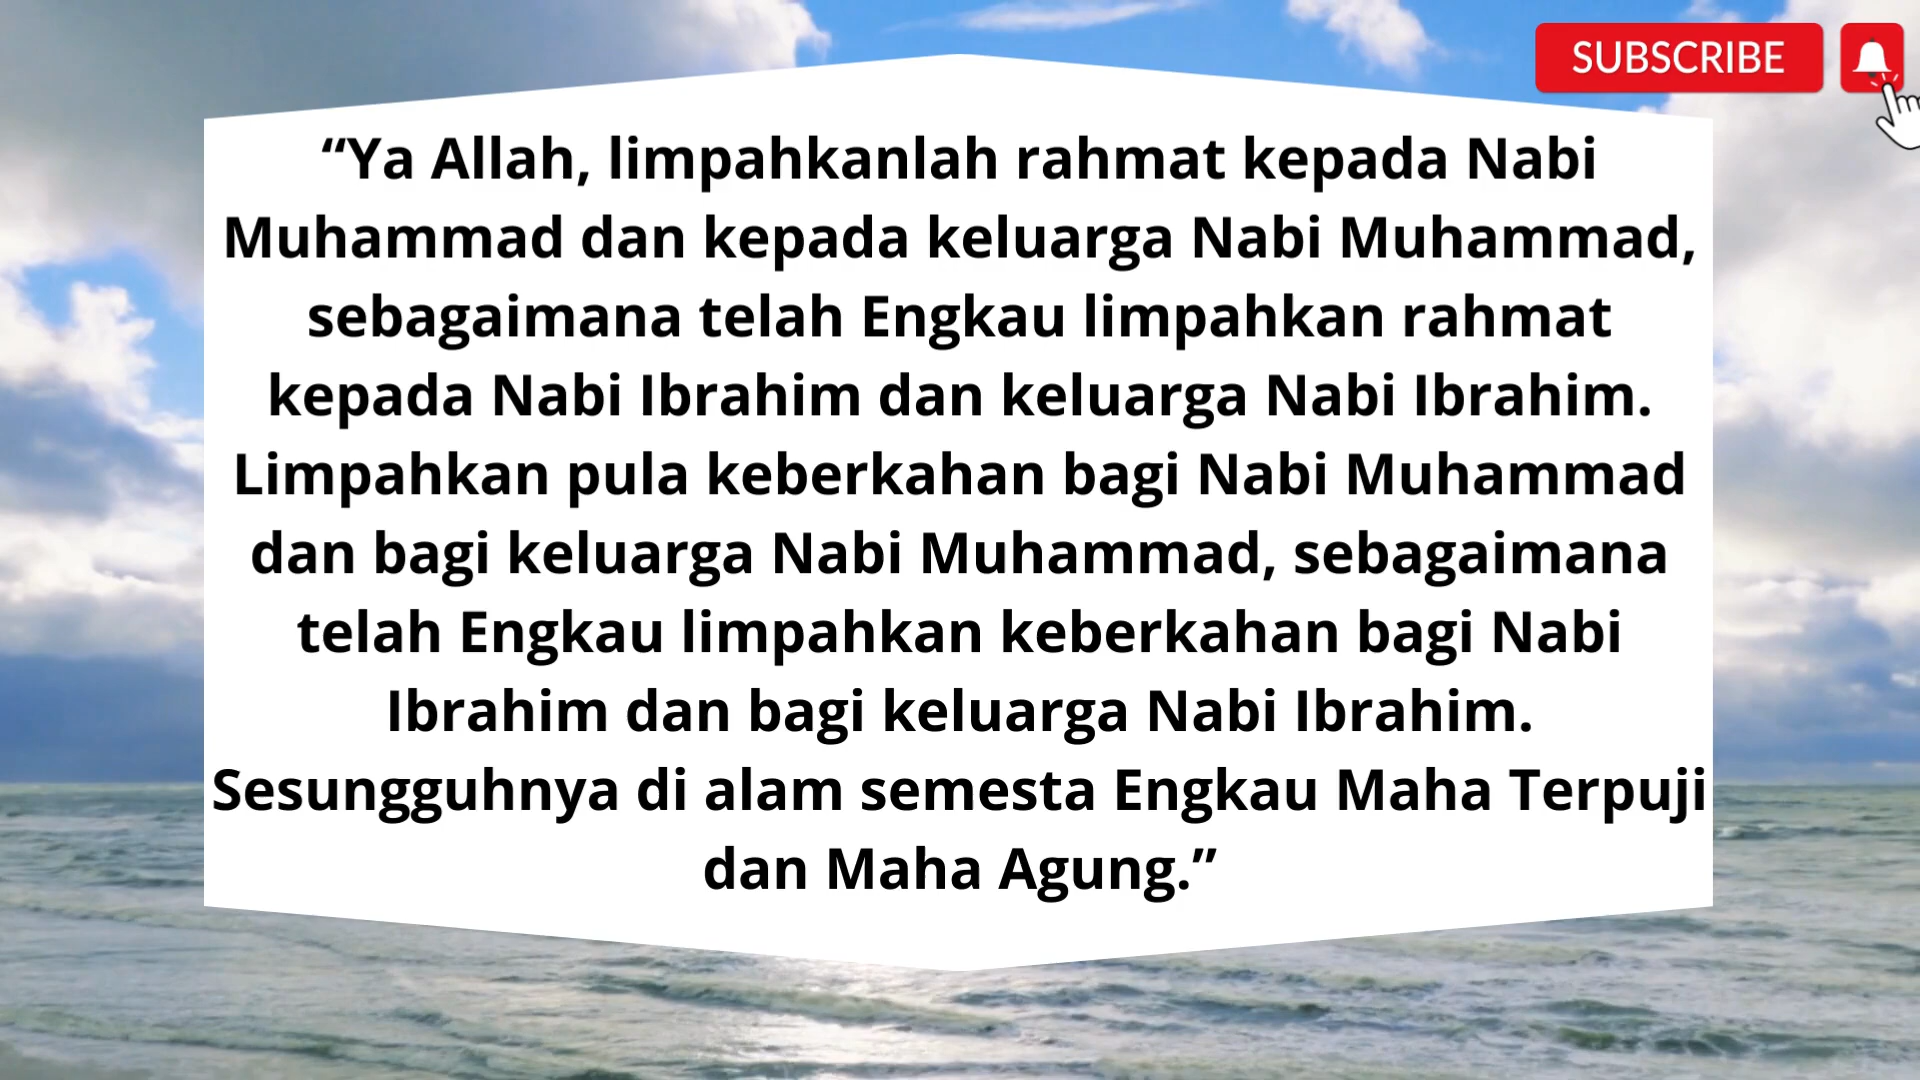 SUBSCRIBE
“Ya Allah, limpahkanlah rahmat kepada Nabi
Muhammad dan kepada keluarga Nabi Muhammad,
sebagaimana telah Engkau limpahkan rahmat
kepada Nabi Ibrahim dan keluarga Nabi Ibrahim.
Limpahkan pula keberkahan bagi Nabi Muhammad
dan bagi keluarga Nabi Muhammad, sebagaimana
telah Engkau limpahkan keberkahan bagi Nabi
Ibrahim dan bagi keluarga Nabi Ibrahim.
Sesungguhnya di alam semesta Engkau Maha Terpuji
dan Maha Agung.”